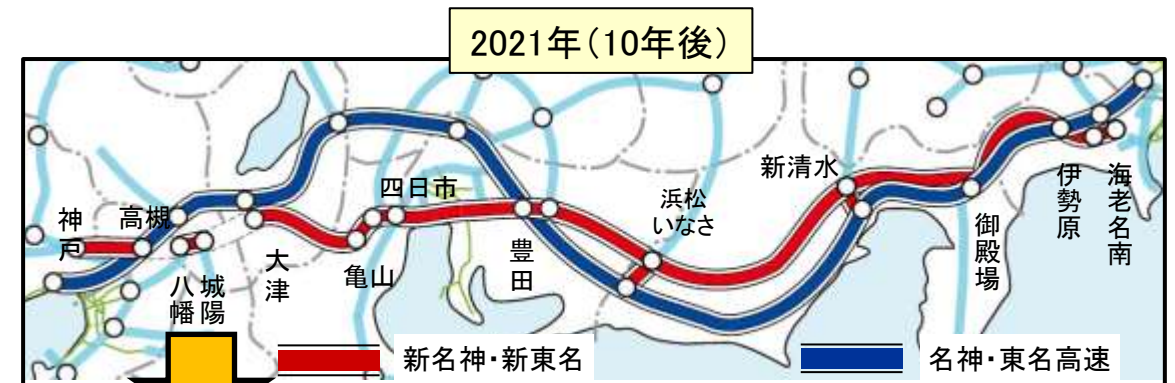 2021年(10年後)
神戸
高槻
八幡
城陽
大津
亀山
四日市
豊田
浜松
いなさ
新清水
御殿場
伊勢原
海老名南
新名神・新東名
名神・東名高速